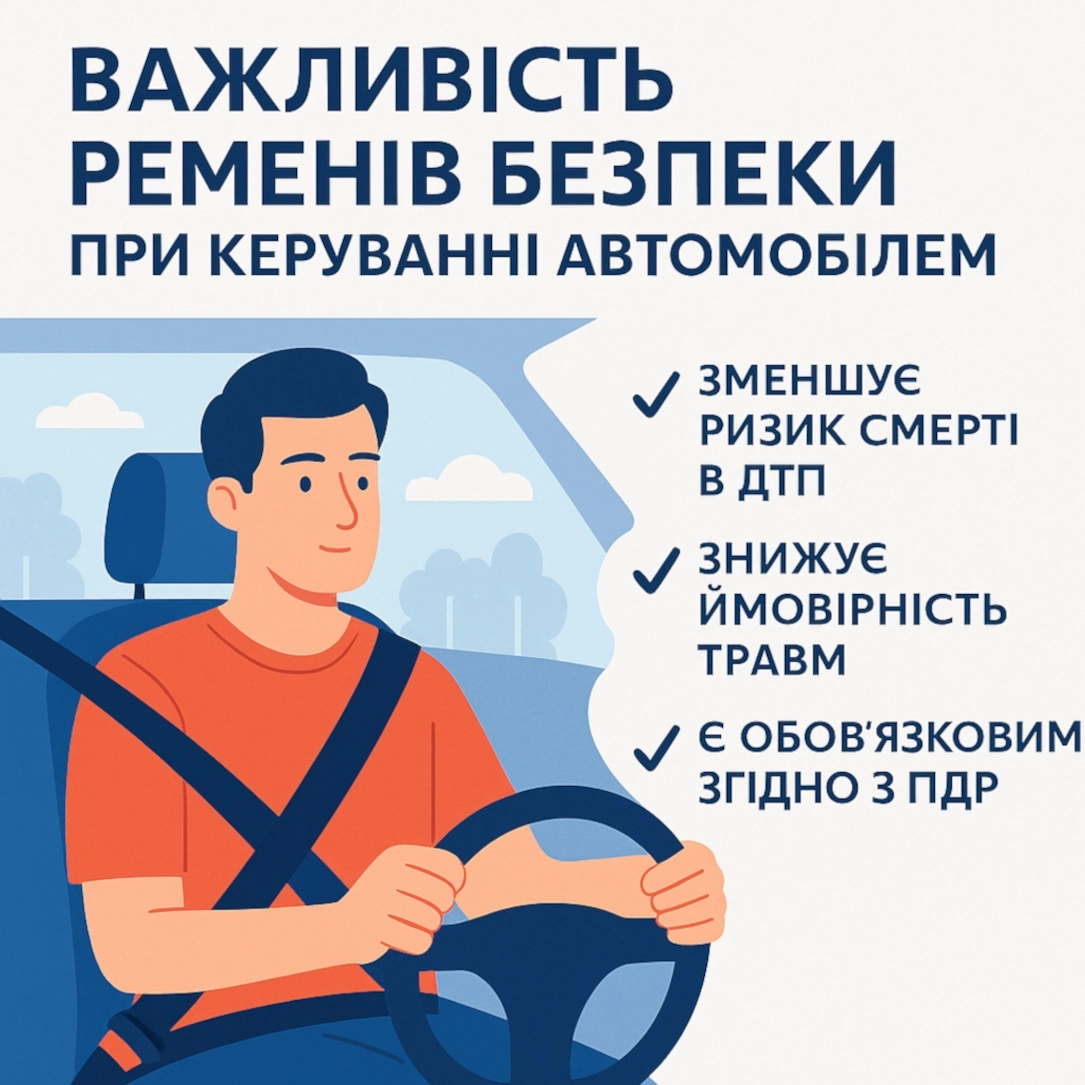 ВАЖЛИВІСТЬ
РЕМЕНІВ БЕЗПЕКИ
ПРИ КЕРУВАННІ АВТОМОБІЛЕМ
ЗМЕНШУЄ
РИЗИК СМЕРТІ
В ДТП
ЗНИЖУЄ
ЙМОВІРНІСТЬ
ТРАВМ
Є ОБОВ'ЯЗКОВИМ
ЗГІДНО З ПДР